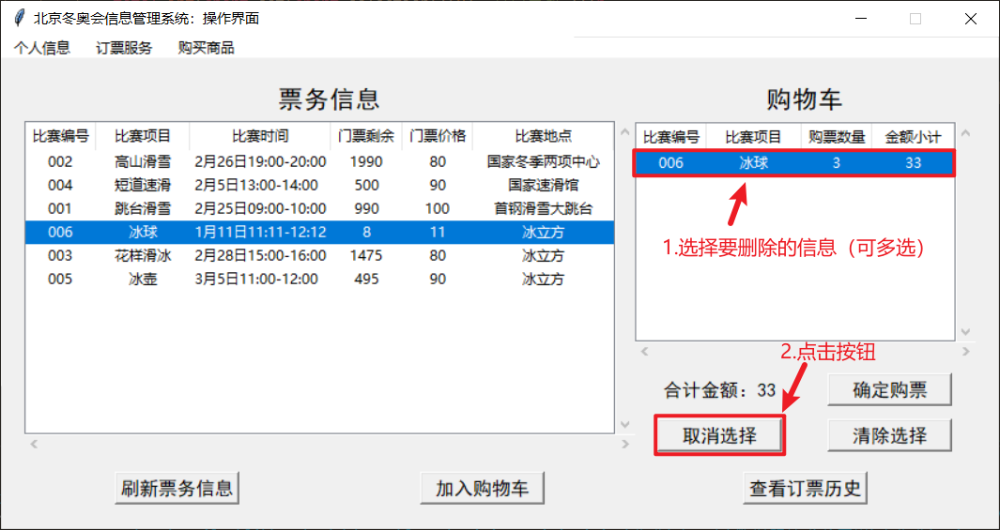 北京冬奥会信息管理系统：操作界面
个人信息 订票服务 购买商品
票务信息
比赛编号 比赛项目 比赛时间 门票剩余 门票价格 比赛地点
002 高山滑雪 2月26日19:00-20:00 1990 80 国家冬季两项中心
004 短道速滑 2月5日13:00-14:00 500 90 国家速滑馆
001 跳台滑雪 2月25日09:00-10:00 990 100 首钢滑雪大跳台
006 冰球 1月11日11:11-12:12 8 11 冰立方
003 花样滑冰 2月28日15:00-16:00 1475 80 冰立方
005 冰壶 3月5日11:00-12:00 495 90 冰立方
购物车
比赛编号 比赛项目 购票数量 金额小计
006 冰球 3 33
1.选择要删除的信息（可多选）
2.点击按钮
合计金额：33 确定购票
取消选择 清除选择
刷新票务信息 加入购物车 查看订票历史